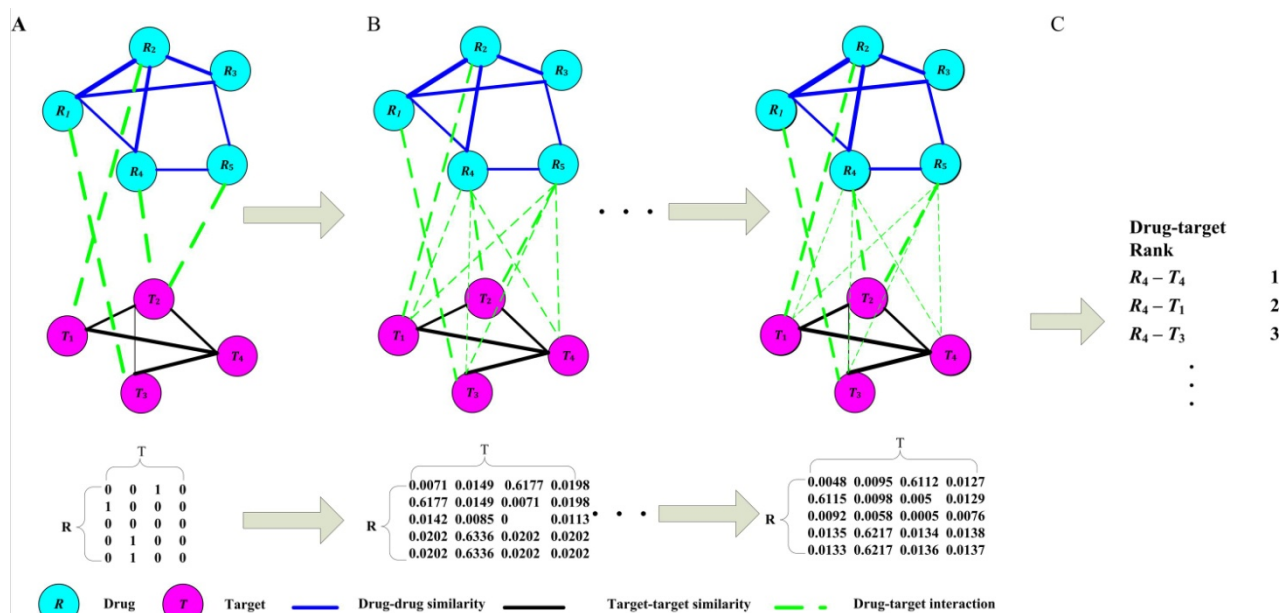 A
B
C
R2
R3
R1
R4
R5
T2
T1
T4
T3
R2
R3
R1
R4
R5
T2
T1
T4
T3
R2
R3
R1
R4
R5
T2
T1
T4
T3
. . .
Drug-target
Rank
R4 – T4 1
R4 – T1 2
R4 – T3 3
.
.
.
T
R
0 0 1 0
1 0 0 0
0 0 0 0
0 1 0 0
0 1 0 0
T
R
0.0071 0.0149 0.6177 0.0198
0.6177 0.0149 0.0071 0.0198
0.0142 0.0085 0 0.0113
0.0202 0.6336 0.0202 0.0202
0.0202 0.6336 0.0202 0.0202
. . .
T
R
0.0048 0.0095 0.6112 0.0127
0.6115 0.0098 0.005 0.0129
0.0092 0.0058 0.0005 0.0076
0.0135 0.6217 0.0134 0.0138
0.0133 0.6217 0.0136 0.0137
R Drug T Target Drug-drug similarity Target-target similarity Drug-target interaction